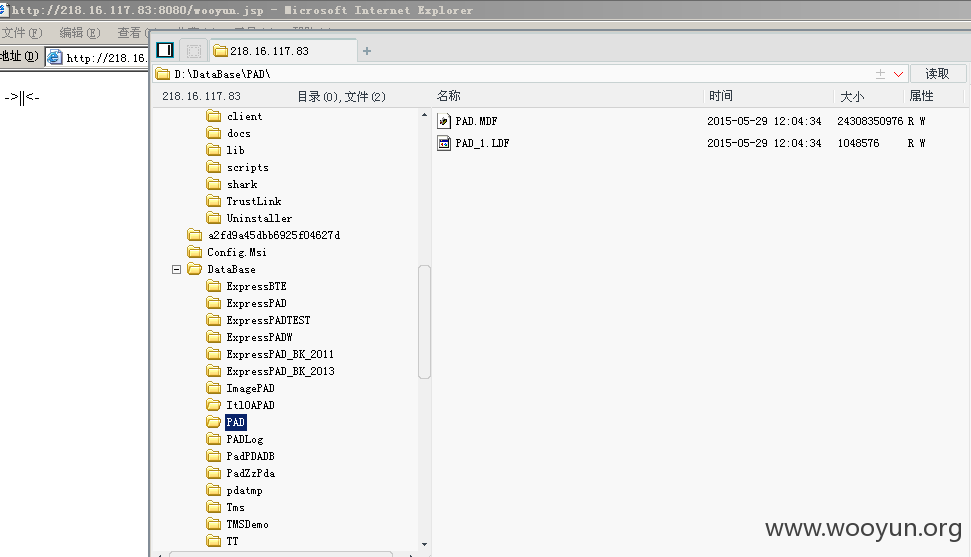 http://218.16.117.83:8080/wooyun.jsp - Microsoft Internet Explorer
文件(F) 编辑(E) 查看(
地址(D) http://218.16.
->||<-
218.16.117.83 +
D:\DataBase\PAD\ 读取
218.16.117.83 目录(0),文件(2) 名称 时间 大小 属性
client
docs
lib
scripts
shark
TrustLink
Uninstaller
a2fd9a45dbb6925f04627d
Config.Msi
DataBase
ExpressBTE
ExpressPAD
ExpressPADTEST
ExpressPADW
ExpressPAD_BK_2011
ExpressPAD_BK_2013
ImagePAD
ItlOAPAD
PAD
PADLog
PadPDADB
PadZzPda
pdatmp
Tms
TMSDemo
TT
PAD.MDF 2015-05-29 12:04:34 24308350976 R W
PAD_1.LDF 2015-05-29 12:04:34 1048576 R W
www.wooyun.org